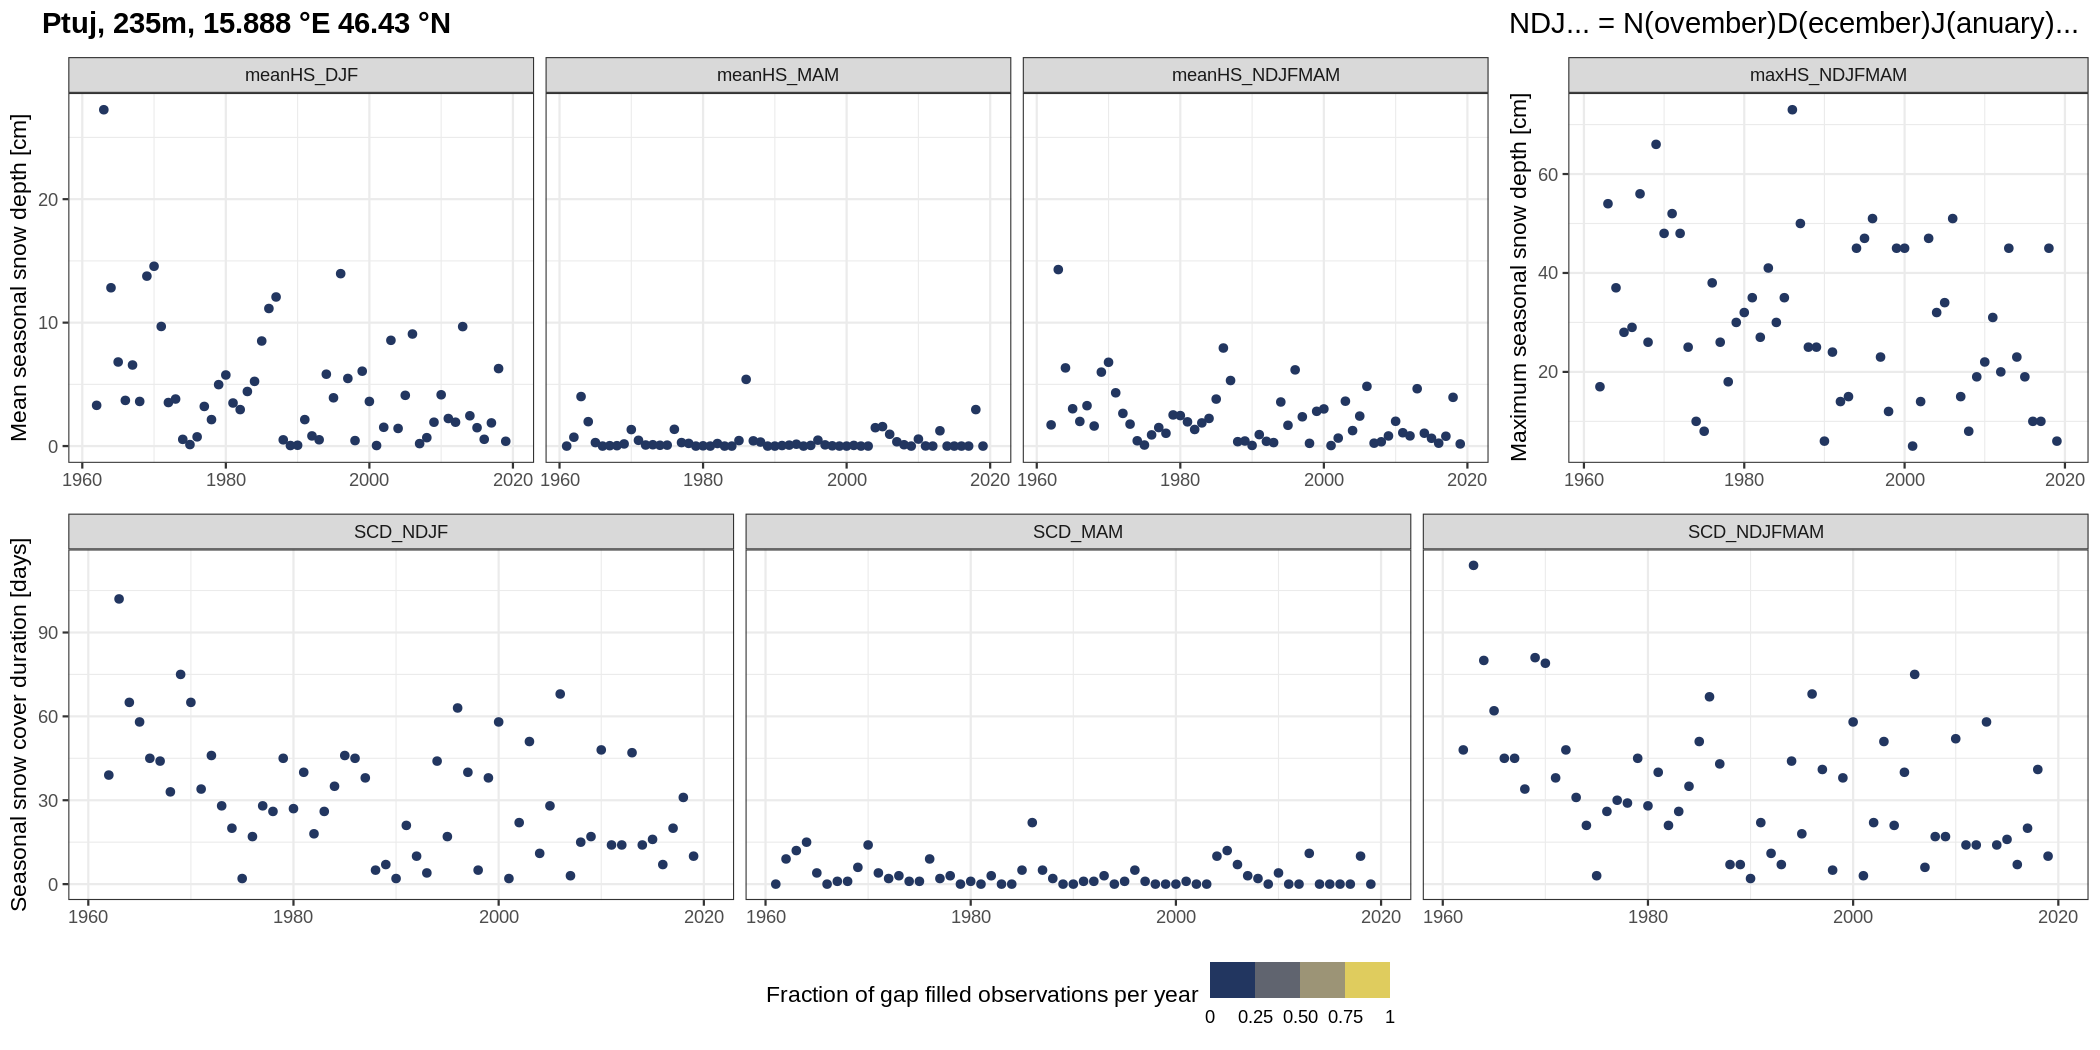 Ptuj, 235m, 15.888 °E 46.43 °N
NDJ... = N(ovember)D(ecember)J(anuary)...
meanHS_DJF
meanHS_MAM
meanHS_NDJFMAM
maxHS_NDJFMAM
Mean seasonal snow depth [cm]
20
10
0
1960 1980 2000 2020
1960 1980 2000 2020
1960 1980 2000 2020
Maximum seasonal snow depth [cm]
60
40
20
1960 1980 2000 2020
SCD_NDJF
SCD_MAM
SCD_NDJFMAM
Seasonal snow cover duration [days]
90
60
30
0
1960 1980 2000 2020
1960 1980 2000 2020
1960 1980 2000 2020
Fraction of gap filled observations per year
0 0.25 0.50 0.75 1